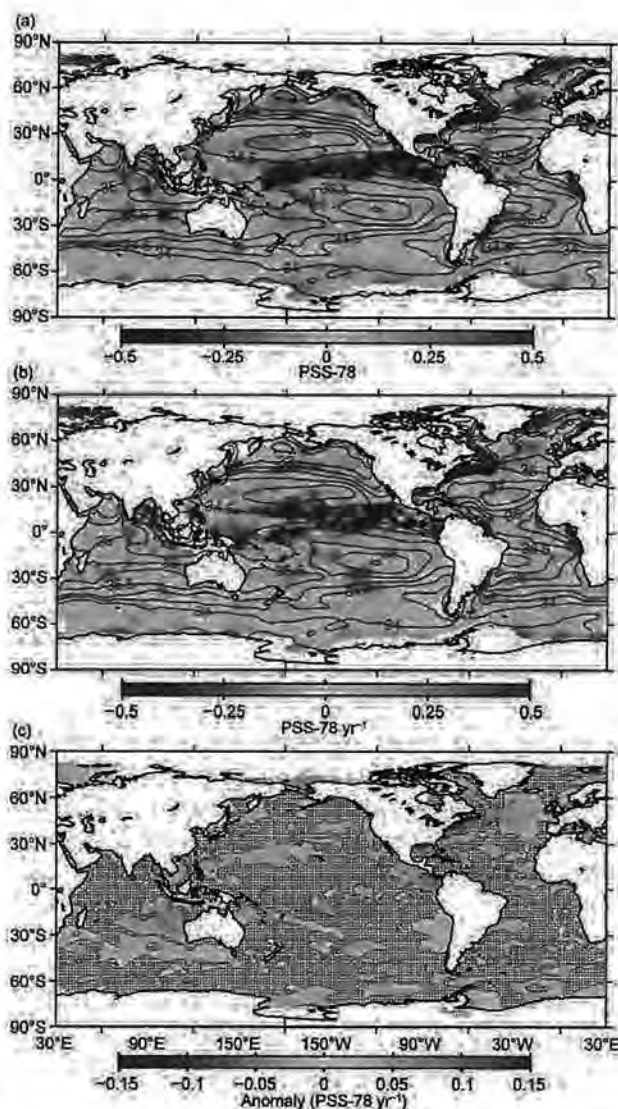 (a)
90°N
60°N
30°N
0°
30°S
60°S
90°S
−0.5 −0.25 0 0.25 0.5
PSS-78
(b)
90°N
60°N
30°N
0°
30°S
60°S
90°S
−0.5 −0.25 0 0.25 0.5
PSS-78 yr⁻¹
(c)
90°N
60°N
30°N
0°
30°S
60°S
90°S
30°E 90°E 150°E 150°W 90°W 30°W 30°E
−0.15 −0.1 −0.05 0 0.05 0.1 0.15
Anomaly (PSS-78 yr⁻¹)